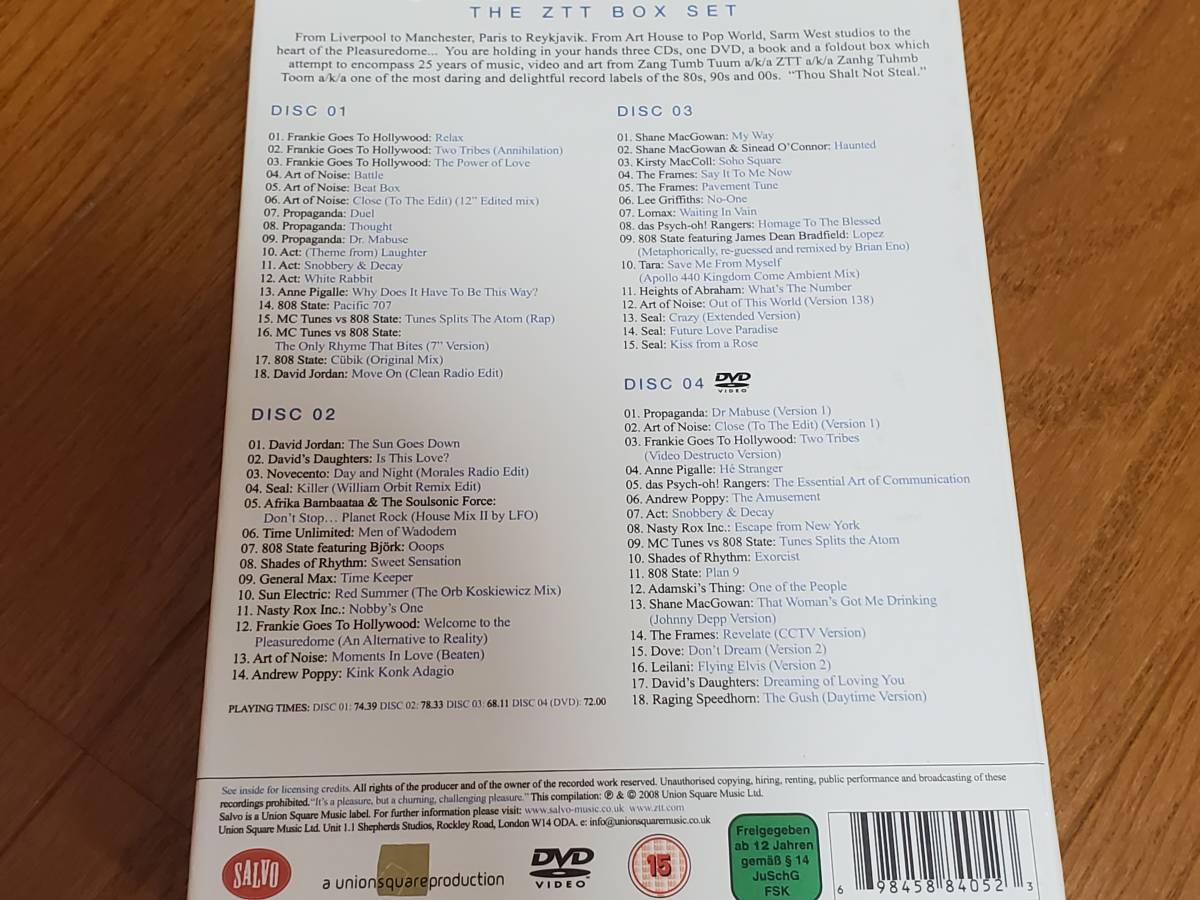 THE ZTT BOX SET
From Liverpool to Manchester, Paris to Reykjavik. From Art House to Pop World, Sarm West studios to the
heart of the Pleasuredome... You are holding in your hands three CDs, one DVD, a book and a foldout box which
attempt to encompass 25 years of music, video and art from Zang Tumb Tuum a/k/a ZTT a/k/a Zanhg Tuhmb
Toom a/k/a one of the most daring and delightful record labels of the 80s, 90s and 00s. “Thou Shalt Not Steal.”
DISC 01
01. Frankie Goes To Hollywood: Relax
02. Frankie Goes To Hollywood: Two Tribes (Annihilation)
03. Frankie Goes To Hollywood: The Power of Love
04. Art of Noise: Battle
05. Art of Noise: Beat Box
06. Art of Noise: Close (To The Edit) (12” Edited mix)
07. Propaganda: Duel
08. Propaganda: Thought
09. Propaganda: Dr. Mabuse
10. Act: (Theme from) Laughter
11. Act: Snobbery & Decay
12. Act: White Rabbit
13. Anne Pigalle: Why Does It Have To Be This Way?
14. 808 State: Pacific 707
15. MC Tunes vs 808 State: Tunes Splits The Atom (Rap)
16. MC Tunes vs 808 State:
The Only Rhyme That Bites (7” Version)
17. 808 State: Cübik (Original Mix)
18. David Jordan: Move On (Clean Radio Edit)
DISC 02
01. David Jordan: The Sun Goes Down
02. David's Daughters: Is This Love?
03. Novecento: Day and Night (Morales Radio Edit)
04. Seal: Killer (William Orbit Remix Edit)
05. Afrika Bambaataa & The Soulsonic Force:
Don't Stop... Planet Rock (House Mix II by LFO)
06. Time Unlimited: Men of Wadodem
07. 808 State featuring Björk: Ooops
08. Shades of Rhythm: Sweet Sensation
09. General Max: Time Keeper
10. Sun Electric: Red Summer (The Orb Koskiewicz Mix)
11. Nasty Rox Inc.: Nobby's One
12. Frankie Goes To Hollywood: Welcome to the
Pleasuredome (An Alternative to Reality)
13. Art of Noise: Moments In Love (Beaten)
14. Andrew Poppy: Kink Konk Adagio
PLAYING TIMES: DISC 01: 74.39 DISC 02: 78.33 DISC 03: 68.11 DISC 04 (DVD): 72.00
DISC 03
01. Shane MacGowan: My Way
02. Shane MacGowan & Sinead O'Connor: Haunted
03. Kirsty MacColl: Soho Square
04. The Frames: Say It To Me Now
05. The Frames: Pavement Tune
06. Lee Griffiths: No-One
07. Lomax: Waiting In Vain
08. das Psych-oh! Rangers: Homage To The Blessed
09. 808 State featuring James Dean Bradfield: Lopez
(Metaphorically, re-guessed and remixed by Brian Eno)
10. Tara: Save Me From Myself
(Apollo 440 Kingdom Come Ambient Mix)
11. Heights of Abraham: What's The Number
12. Art of Noise: Out of This World (Version 138)
13. Seal: Crazy (Extended Version)
14. Seal: Future Love Paradise
15. Seal: Kiss from a Rose
DISC 04 DVD VIDEO
01. Propaganda: Dr Mabuse (Version 1)
02. Art of Noise: Close (To The Edit) (Version 1)
03. Frankie Goes To Hollywood: Two Tribes
(Video Destructo Version)
04. Anne Pigalle: Hé Stranger
05. das Psych-oh! Rangers: The Essential Art of Communication
06. Andrew Poppy: The Amusement
07. Act: Snobbery & Decay
08. Nasty Rox Inc.: Escape from New York
09. MC Tunes vs 808 State: Tunes Splits the Atom
10. Shades of Rhythm: Exorcist
11. 808 State: Plan 9
12. Adamski's Thing: One of the People
13. Shane MacGowan: That Woman's Got Me Drinking
(Johnny Depp Version)
14. The Frames: Revelate (CCTV Version)
15. Dove: Don't Dream (Version 2)
16. Leilani: Flying Elvis (Version 2)
17. David's Daughters: Dreaming of Loving You
18. Raging Speedhorn: The Gush (Daytime Version)
See inside for licensing credits. All rights of the producer and of the owner of the recorded work reserved. Unauthorised copying, hiring, renting, public performance and broadcasting of these
recordings prohibited. “It's a pleasure, but a churning, challenging pleasure.” This compilation: ℗ & © 2008 Union Square Music Ltd.
Salvo is a Union Square Music label. For further information please visit: www.salvo-music.co.uk www.ztt.com
Union Square Music Ltd. Unit 1.1 Shepherds Studios, Rockley Road, London W14 0DA. e: info@unionsquaremusic.co.uk
SALVO
a unionsquareproduction
DVD VIDEO
15
Freigegeben
ab 12 Jahren
gemäß § 14
JuSchG
FSK
6 98458 84052 3